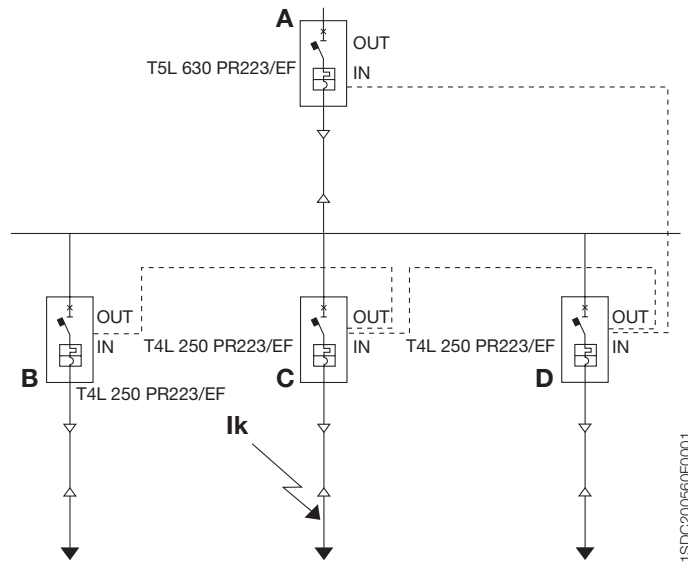 A
OUT
T5L 630 PR223/EF
IN
OUT
IN
B
T4L 250 PR223/EF
OUT
T4L 250 PR223/EF
IN
C
OUT
T4L 250 PR223/EF
IN
D
Ik
1SDC200560F0001